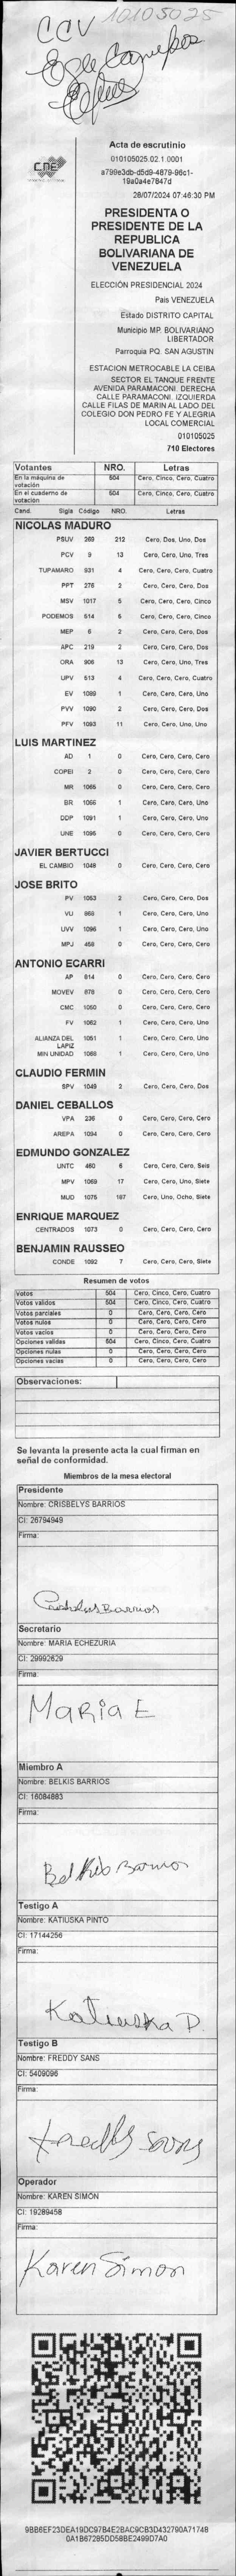 CCV 10105025
Acta de escrutinio
010105025.02.1.0001
a799e3db-d5d9-4879-96c1-
19a0a4e7847d
28/07/2024 07:46:30 PM
CNE
PRESIDENTA O
PRESIDENTE DE LA
REPUBLICA
BOLIVARIANA DE
VENEZUELA
ELECCIÓN PRESIDENCIAL 2024
País VENEZUELA
Estado DISTRITO CAPITAL
Municipio MP. BOLIVARIANO
LIBERTADOR
Parroquia PQ. SAN AGUSTIN
ESTACION METROCABLE LA CEIBA
SECTOR EL TANQUE FRENTE
AVENIDA PARAMACONI. DERECHA
CALLE PARAMACONI. IZQUIERDA
CALLE FILAS DE MARIN AL LADO DEL
COLEGIO DON PEDRO FE Y ALEGRIA
LOCAL COMERCIAL
010105025
710 Electores
Votantes NRO. Letras
En la máquina de votación 504 Cero, Cinco, Cero, Cuatro
En el cuaderno de votación 504 Cero, Cinco, Cero, Cuatro
Cand. Sigla Código NRO. Letras
NICOLAS MADURO
PSUV 269 212 Cero, Dos, Uno, Dos
PCV 9 13 Cero, Cero, Uno, Tres
TUPAMARO 931 4 Cero, Cero, Cero, Cuatro
PPT 276 2 Cero, Cero, Cero, Dos
MSV 1017 5 Cero, Cero, Cero, Cinco
PODEMOS 514 5 Cero, Cero, Cero, Cinco
MEP 6 2 Cero, Cero, Cero, Dos
APC 219 2 Cero, Cero, Cero, Dos
ORA 906 13 Cero, Cero, Uno, Tres
UPV 513 4 Cero, Cero, Cero, Cuatro
EV 1089 1 Cero, Cero, Cero, Uno
PVV 1090 2 Cero, Cero, Cero, Dos
PFV 1093 11 Cero, Cero, Uno, Uno
LUIS MARTINEZ
AD 1 0 Cero, Cero, Cero, Cero
COPEI 2 0 Cero, Cero, Cero, Cero
MR 1065 0 Cero, Cero, Cero, Cero
BR 1066 1 Cero, Cero, Cero, Uno
DDP 1091 1 Cero, Cero, Cero, Uno
UNE 1095 0 Cero, Cero, Cero, Cero
JAVIER BERTUCCI
EL CAMBIO 1048 0 Cero, Cero, Cero, Cero
JOSE BRITO
PV 1053 2 Cero, Cero, Cero, Dos
VU 868 1 Cero, Cero, Cero, Uno
UVV 1096 1 Cero, Cero, Cero, Uno
MPJ 458 0 Cero, Cero, Cero, Cero
ANTONIO ECARRI
AP 814 0 Cero, Cero, Cero, Cero
MOVEV 878 0 Cero, Cero, Cero, Cero
CMC 1050 0 Cero, Cero, Cero, Cero
FV 1052 1 Cero, Cero, Cero, Uno
ALIANZA DEL LAPIZ 1051 1 Cero, Cero, Cero, Uno
MIN UNIDAD 1088 1 Cero, Cero, Cero, Uno
CLAUDIO FERMIN
SPV 1049 2 Cero, Cero, Cero, Dos
DANIEL CEBALLOS
VPA 236 0 Cero, Cero, Cero, Cero
AREPA 1094 0 Cero, Cero, Cero, Cero
EDMUNDO GONZALEZ
UNTC 460 6 Cero, Cero, Cero, Seis
MPV 1069 17 Cero, Cero, Uno, Siete
MUD 1075 187 Cero, Uno, Ocho, Siete
ENRIQUE MARQUEZ
CENTRADOS 1073 0 Cero, Cero, Cero, Cero
BENJAMIN RAUSSEO
CONDE 1092 7 Cero, Cero, Cero, Siete
Resumen de votos
Votos 504 Cero, Cinco, Cero, Cuatro
Votos validos 504 Cero, Cinco, Cero, Cuatro
Votos parciales 0 Cero, Cero, Cero, Cero
Votos nulos 0 Cero, Cero, Cero, Cero
Votos vacios 0 Cero, Cero, Cero, Cero
Opciones validas 504 Cero, Cinco, Cero, Cuatro
Opciones nulas 0 Cero, Cero, Cero, Cero
Opciones vacias 0 Cero, Cero, Cero, Cero
Observaciones:
Se levanta la presente acta la cual firman en
señal de conformidad.
Miembros de la mesa electoral
Presidente
Nombre: CRISBELYS BARRIOS
CI: 26794949
Firma:
Secretario
Nombre: MARIA ECHEZURIA
CI: 29992629
Firma:
Maria E
Miembro A
Nombre: BELKIS BARRIOS
CI: 16084883
Firma:
Belkis Barrios
Testigo A
Nombre: KATIUSKA PINTO
CI: 17144256
Firma:
Katiuska P.
Testigo B
Nombre: FREDDY SANS
CI: 5409096
Firma:
Operador
Nombre: KAREN SIMON
CI: 19289458
Firma:
Karen Simon
9BB6EF23DEA19DC97B4E2BAC9CB3D432790A71748
0A1B67285DD58BE2499D7A0